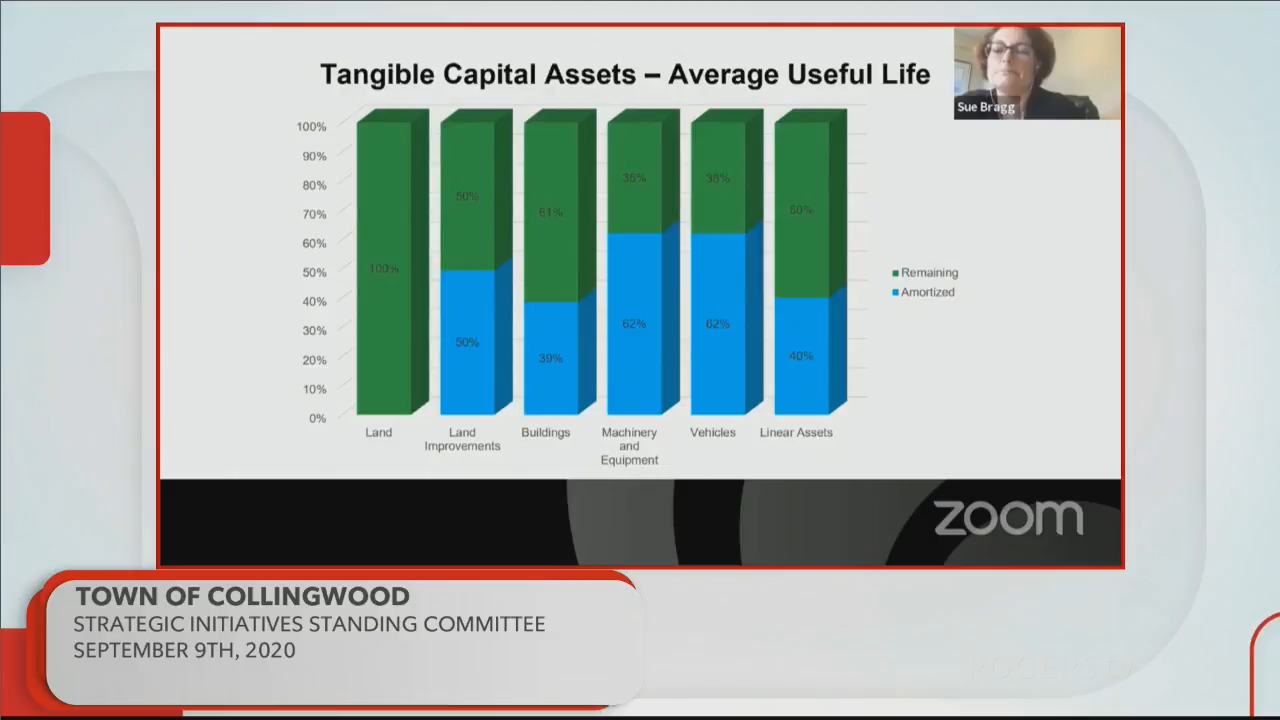 Tangible Capital Assets – Average Useful Life
Sue Bragg
100%
90%
80%
70%
60%
50%
40%
30%
20%
10%
0%
100%
50%
50%
61%
39%
38%
62%
38%
62%
60%
40%
Land
Land
Improvements
Buildings
Machinery
and
Equipment
Vehicles
Linear Assets
Remaining
Amortized
zoom
TOWN OF COLLINGWOOD
STRATEGIC INITIATIVES STANDING COMMITTEE
SEPTEMBER 9TH, 2020
ROGERS